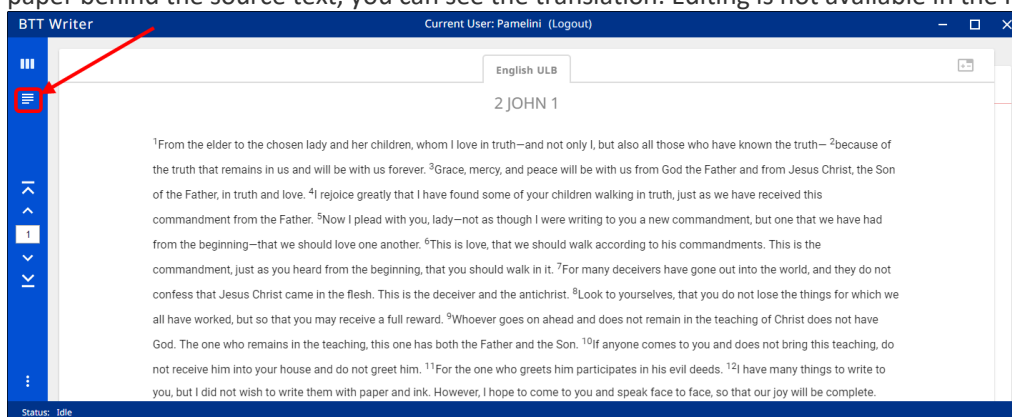 paper behind the source text, you can see the translation. Editing is not available in the
BTT Writer Current User: Pamelini (Logout)
English ULB
2 JOHN 1
1From the elder to the chosen lady and her children, whom I love in truth—and not only I, but also all those who have known the truth— 2because of
the truth that remains in us and will be with us forever. 3Grace, mercy, and peace will be with us from God the Father and from Jesus Christ, the Son
of the Father, in truth and love. 4I rejoice greatly that I have found some of your children walking in truth, just as we have received this
commandment from the Father. 5Now I plead with you, lady—not as though I were writing to you a new commandment, but one that we have had
1
from the beginning—that we should love one another. 6This is love, that we should walk according to his commandments. This is the
commandment, just as you heard from the beginning, that you should walk in it. 7For many deceivers have gone out into the world, and they do not
confess that Jesus Christ came in the flesh. This is the deceiver and the antichrist. 8Look to yourselves, that you do not lose the things for which we
all have worked, but so that you may receive a full reward. 9Whoever goes on ahead and does not remain in the teaching of Christ does not have
God. The one who remains in the teaching, this one has both the Father and the Son. 10If anyone comes to you and does not bring this teaching, do
not receive him into your house and do not greet him. 11For the one who greets him participates in his evil deeds. 12I have many things to write to
you, but I did not wish to write them with paper and ink. However, I hope to come to you and speak face to face, so that our joy will be complete.
Status: Idle